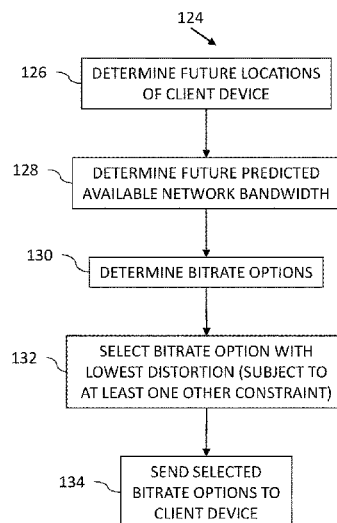 124
126
DETERMINE FUTURE LOCATIONS
OF CLIENT DEVICE
128
DETERMINE FUTURE PREDICTED
AVAILABLE NETWORK BANDWIDTH
130
DETERMINE BITRATE OPTIONS
132
SELECT BITRATE OPTION WITH
LOWEST DISTORTION (SUBJECT TO
AT LEAST ONE OTHER CONSTRAINT)
134
SEND SELECTED
BITRATE OPTIONS TO
CLIENT DEVICE